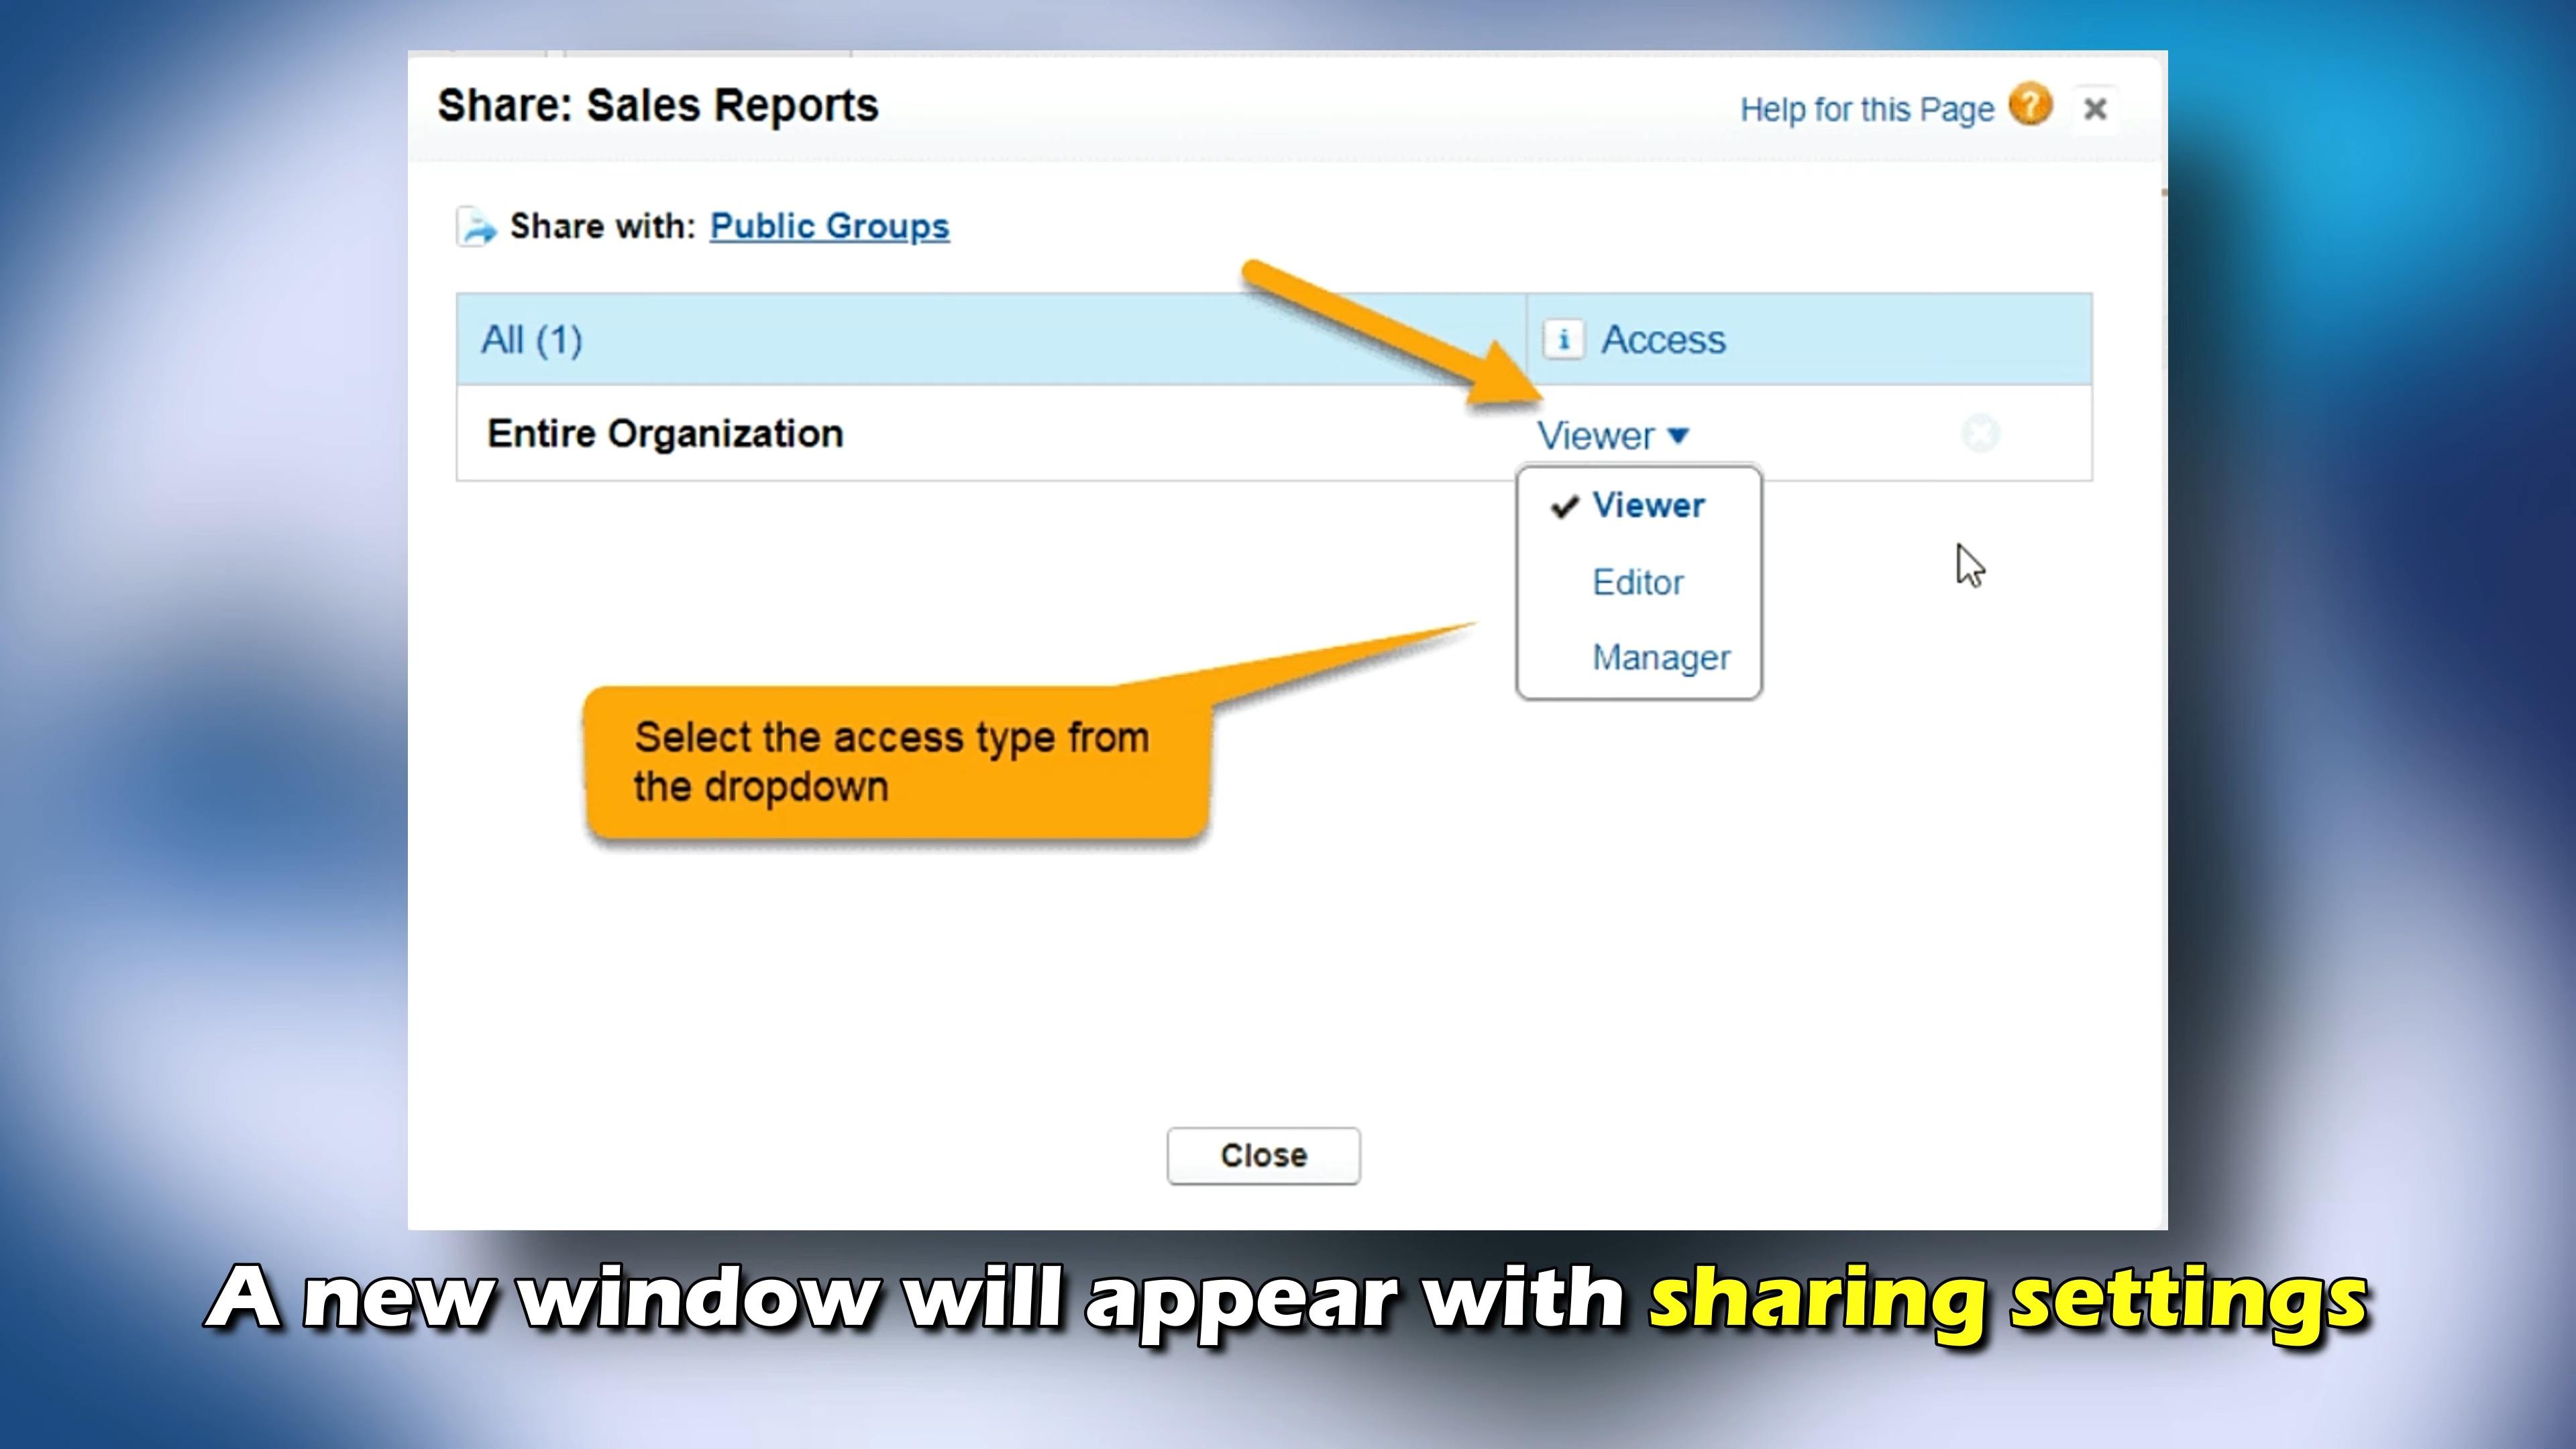 Share: Sales Reports
Help for this Page ?
Share with: Public Groups
All (1)
i Access
Entire Organization
Viewer
Viewer
Editor
Manager
Select the access type from
the dropdown
Close
A new window will appear with sharing settings